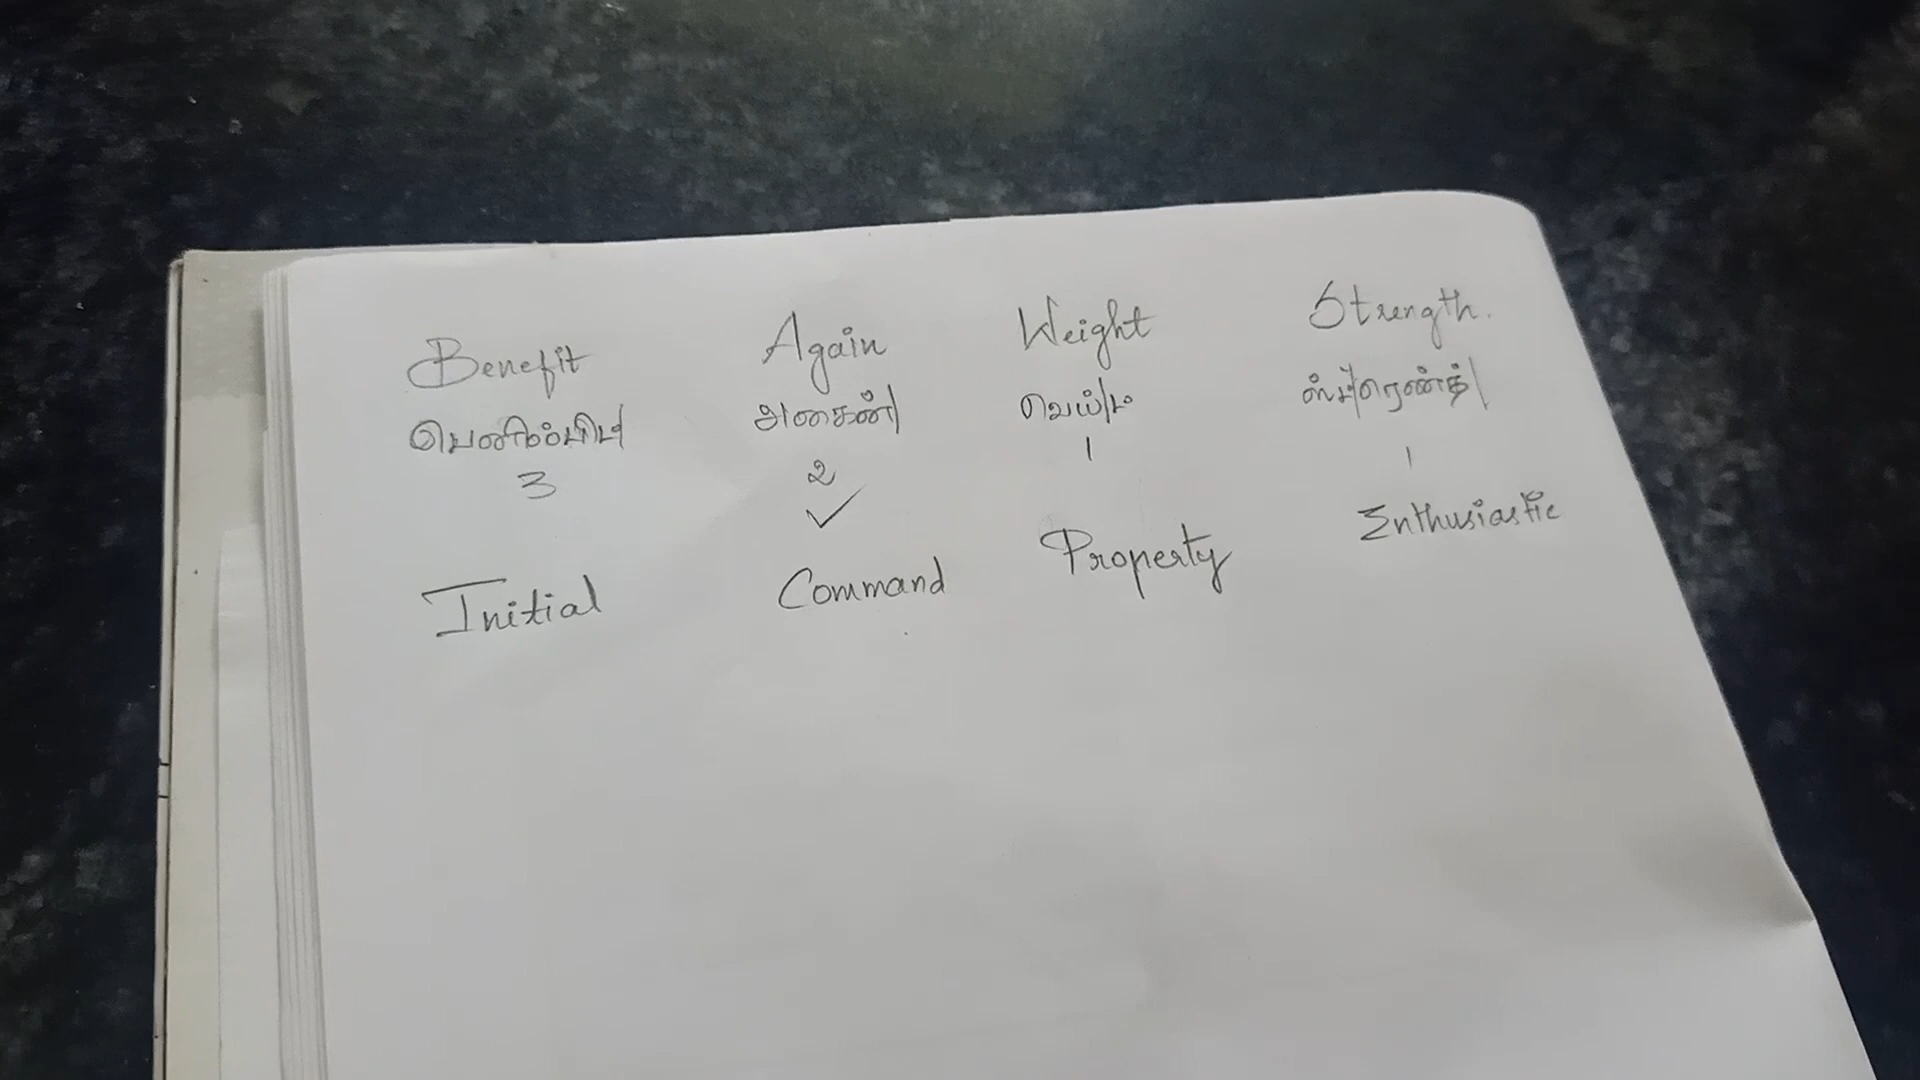 Benefit Again Weight Strength.
பெனிஃபிட் அகைன் வெய்ட் ஸ்ட்ரெண்த்
3 2 1 1
Initial Command Property Enthusiastic